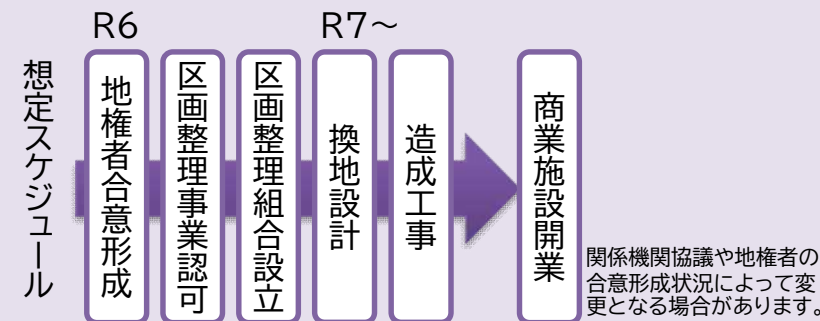 R6
R7～
想定スケジュール
地権者合意形成
区画整理事業認可
区画整理組合設立
換地設計
造成工事
商業施設開業
関係機関協議や地権者の
合意形成状況によって変
更となる場合があります。